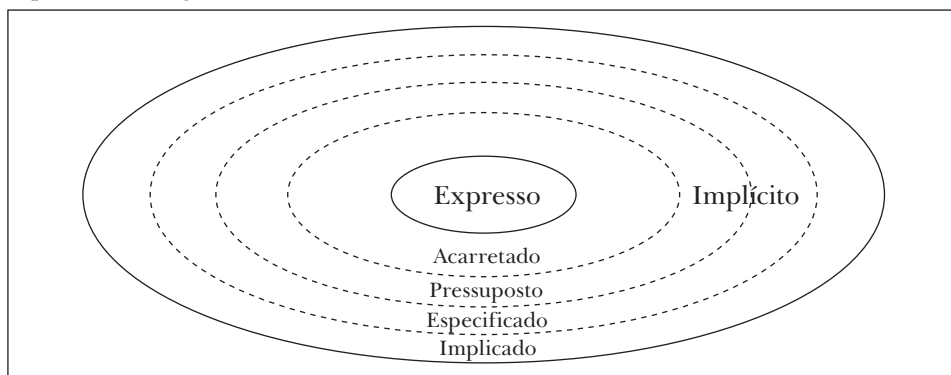 Expresso
Implícito
Acarretado
Pressuposto
Especificado
Implicado